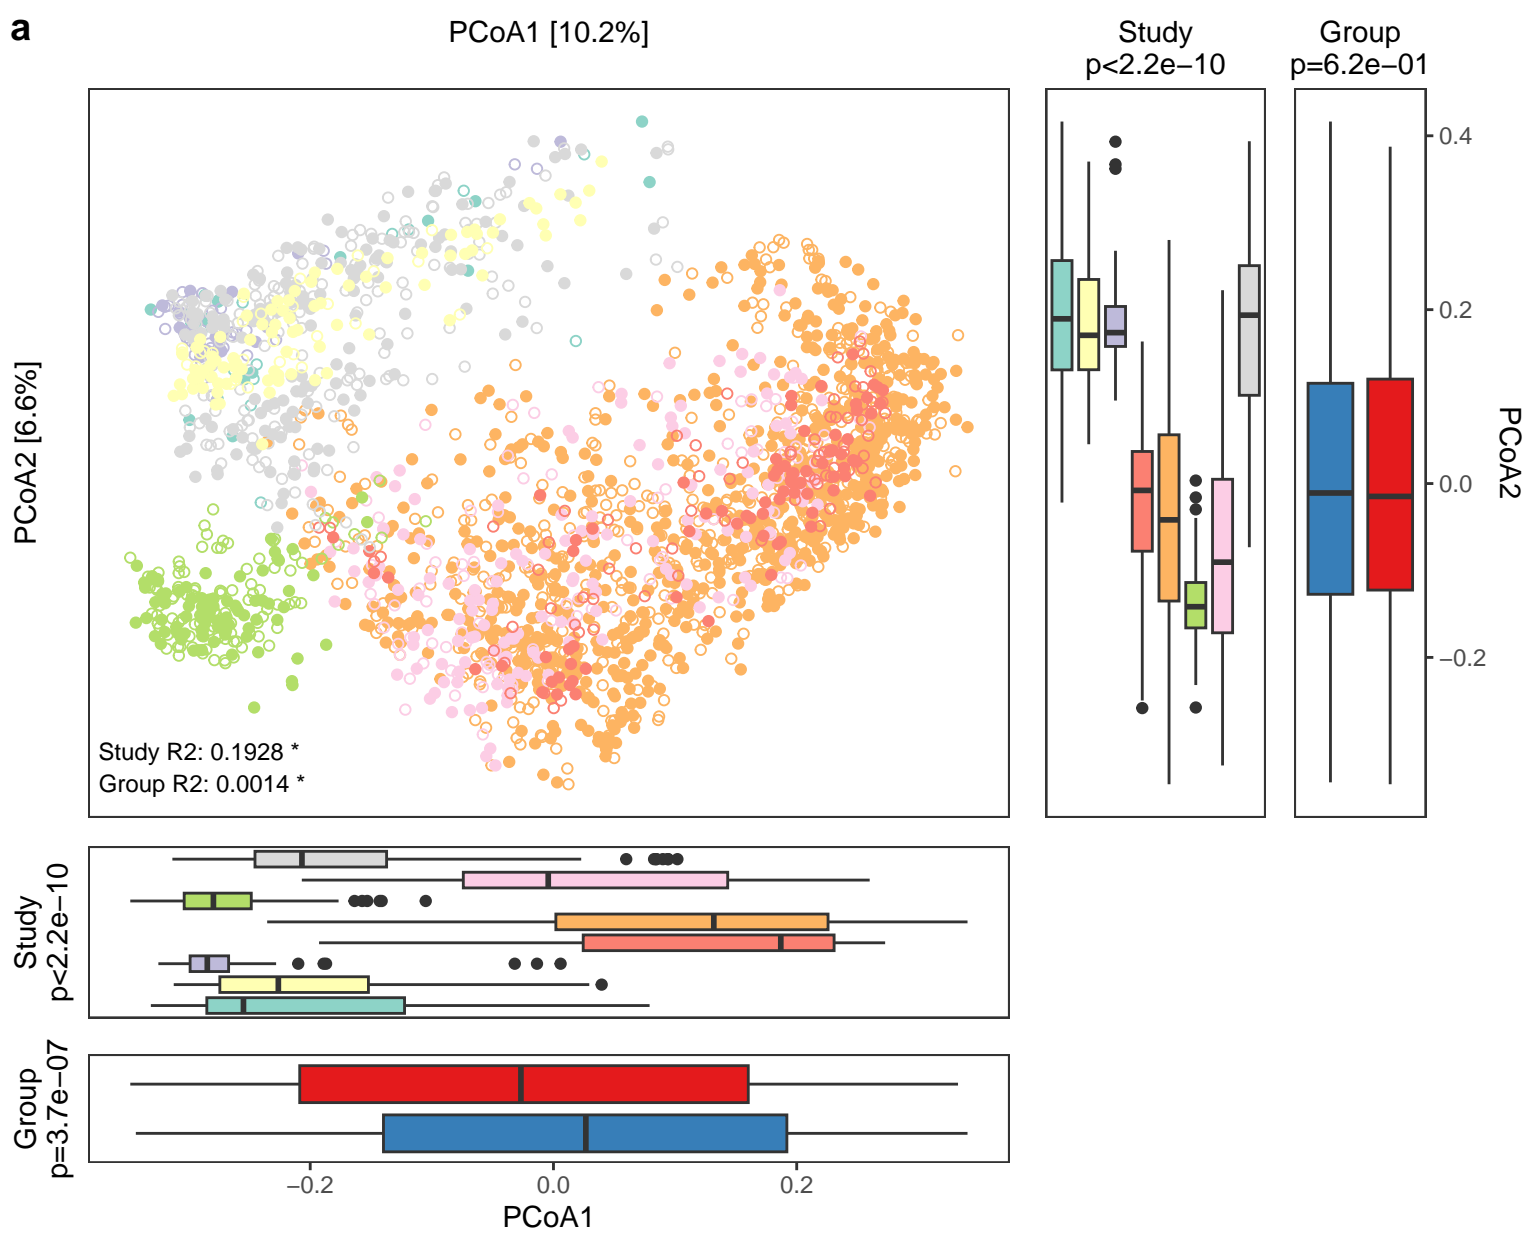 a
PCoA1 [10.2%]
Study
p<2.2e−10
Group
p=6.2e−01
PCoA2 [6.6%]
0.4
0.2
0.0
−0.2
PCoA2
Study R2: 0.1928 *
Group R2: 0.0014 *
Study
p<2.2e−10
Group
p=3.7e−07
−0.2
0.0
0.2
PCoA1